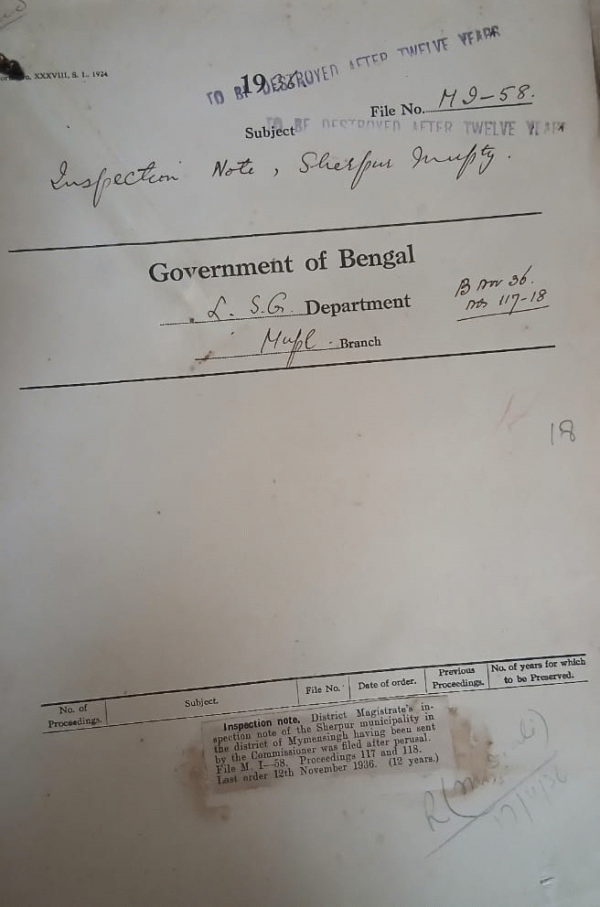 XXXVIII, S. I., 1924
TO BE DESTROYED AFTER TWELVE YEARS
1936
File No. M I-58.
Subject
TO BE DESTROYED AFTER TWELVE YEARS
Inspection Note, Sherpur Mupty.
Government of Bengal
L. S. G. Department
B Nov 36.
Nos 117-18
Mupl. Branch
18
No. of Proceedings.
Subject.
File No.
Date of order.
Previous Proceedings.
No. of years for which to be Preserved.
Inspection note. District Magistrate's in-
spection note of the Sherpur municipality in
the district of Mymensingh having been sent
by the Commissioner was filed after perusal.
File M. I—58. Proceedings 117 and 118.
Last order 12th November 1936. (12 years.)